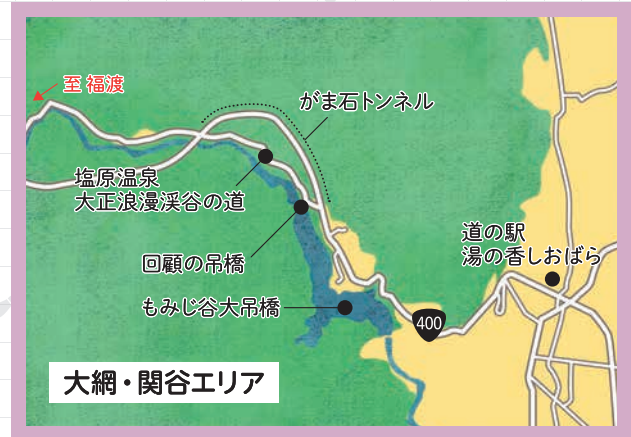 至 福渡
がま石トンネル
塩原温泉
大正浪漫渓谷の道
回顧の吊橋
道の駅
湯の香しおばら
もみじ谷大吊橋
400
大網・関谷エリア